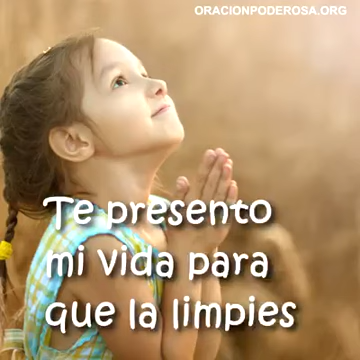 ORACIONPODEROSA.ORG
Te presento
mi vida para
que la limpies